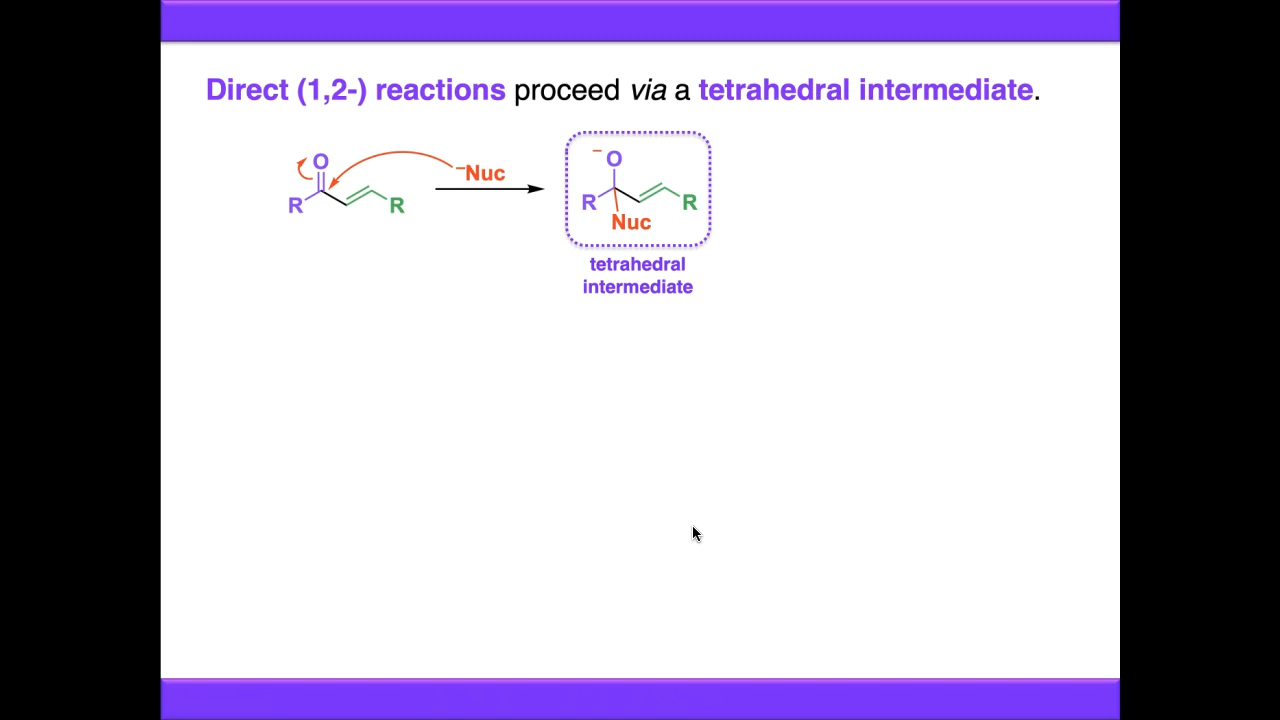 Direct (1,2-) reactions proceed via a tetrahedral intermediate.
O
R
R
⁻Nuc
⁻
O
R
R
Nuc
tetrahedral
intermediate